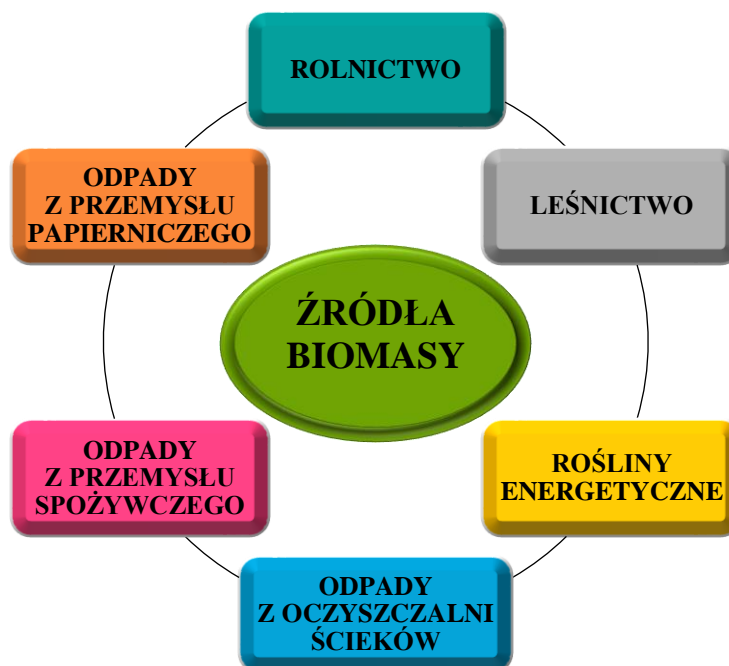 ROLNICTWO
LEŚNICTWO
ROŚLINY
ENERGETYCZNE
ODPADY
Z OCZYSZCZALNI
ŚCIEKÓW
ODPADY
Z PRZEMYSŁU
SPOŻYWCZEGO
ODPADY
Z PRZEMYSŁU
PAPIERNICZEGO
ŹRÓDŁA
BIOMASY